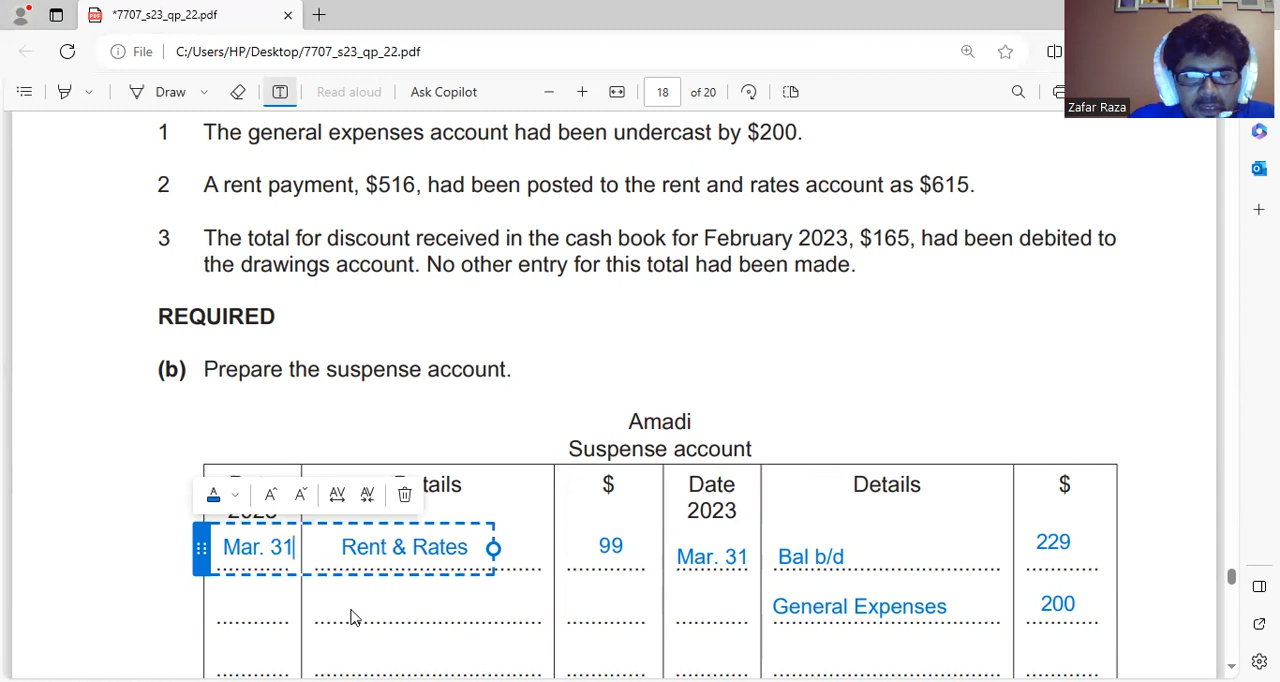 *7707_s23_qp_22.pdf
File
C:/Users/HP/Desktop/7707_s23_qp_22.pdf
Draw
Read aloud
Ask Copilot
18
of 20
Zafar Raza
1 The general expenses account had been undercast by $200.
2 A rent payment, $516, had been posted to the rent and rates account as $615.
3 The total for discount received in the cash book for February 2023, $165, had been debited to
the drawings account. No other entry for this total had been made.
REQUIRED
(b) Prepare the suspense account.
Amadi
Suspense account
$ Date Details $
2023
Mar. 31 Rent & Rates 99 Mar. 31 Bal b/d 229
General Expenses 200